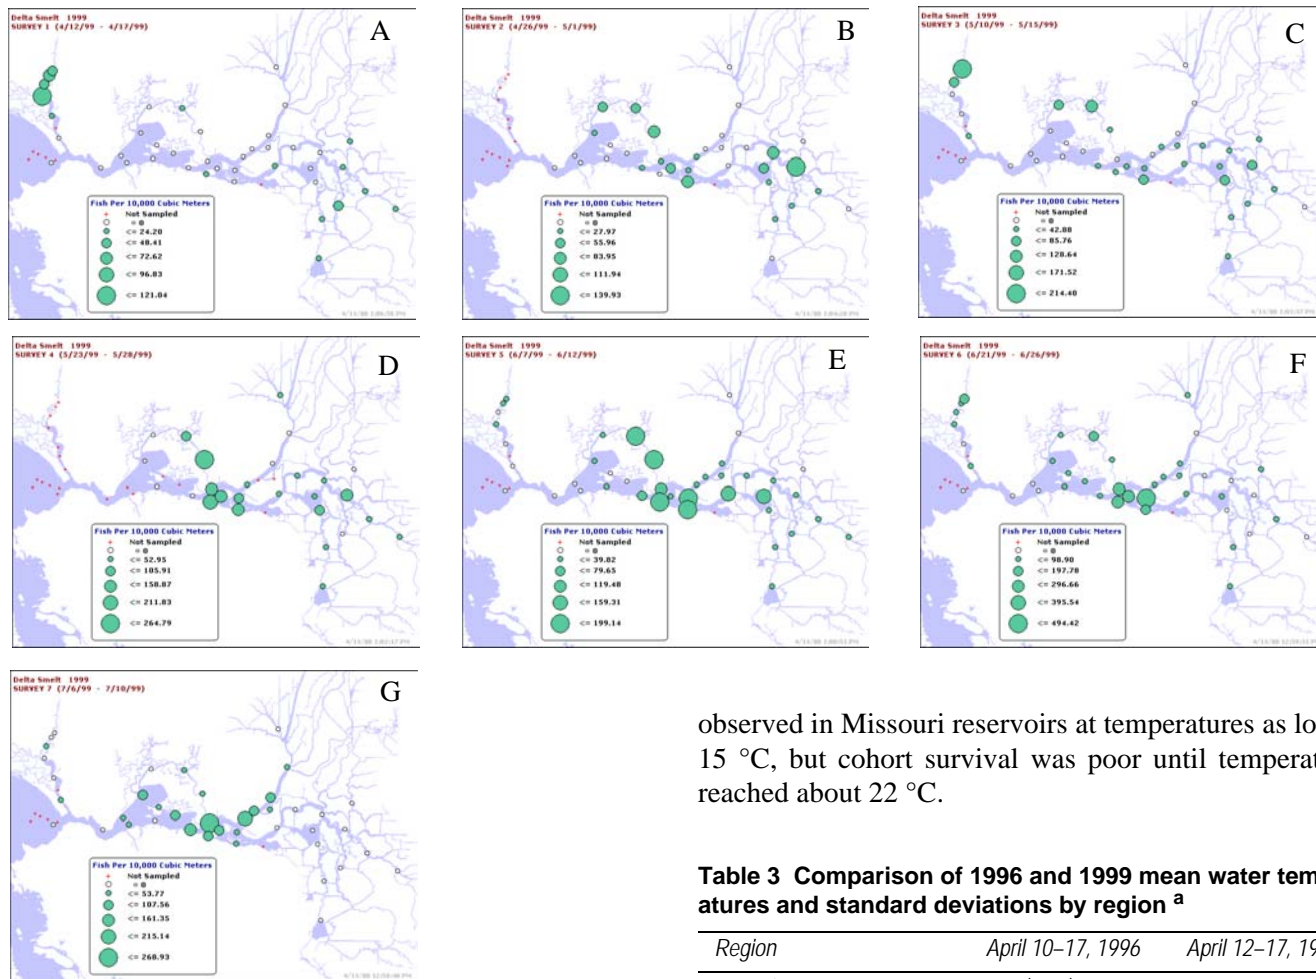 Delta Smelt 1999
SURVEY 1 (4/12/99 - 4/17/99)
A
Fish Per 10,000 Cubic Meters
Not Sampled
= 0
<= 24.20
<= 48.41
<= 72.62
<= 96.83
<= 121.04
Delta Smelt 1999
SURVEY 2 (4/26/99 - 5/1/99)
B
Fish Per 10,000 Cubic Meters
Not Sampled
= 0
<= 27.97
<= 55.96
<= 83.95
<= 111.94
<= 139.93
Delta Smelt 1999
SURVEY 3 (5/10/99 - 5/15/99)
C
Fish Per 10,000 Cubic Meters
Not Sampled
= 0
<= 42.88
<= 85.76
<= 128.64
<= 171.52
<= 214.40
Delta Smelt 1999
SURVEY 4 (5/23/99 - 5/28/99)
D
Fish Per 10,000 Cubic Meters
Not Sampled
= 0
<= 52.95
<= 105.91
<= 158.87
<= 211.83
<= 264.79
Delta Smelt 1999
SURVEY 5 (6/7/99 - 6/12/99)
E
Fish Per 10,000 Cubic Meters
Not Sampled
= 0
<= 39.82
<= 79.65
<= 119.48
<= 159.31
<= 199.14
Delta Smelt 1999
SURVEY 6 (6/21/99 - 6/26/99)
F
Fish Per 10,000 Cubic Meters
Not Sampled
= 0
<= 98.90
<= 197.78
<= 296.66
<= 395.54
<= 494.42
Delta Smelt 1999
SURVEY 7 (7/6/99 - 7/10/99)
G
Fish Per 10,000 Cubic Meters
Not Sampled
= 0
<= 53.77
<= 107.56
<= 161.35
<= 215.14
<= 268.93
observed in Missouri reservoirs at temperatures as lo
15 °C, but cohort survival was poor until temperat
reached about 22 °C.
Table 3 Comparison of 1996 and 1999 mean water tem
atures and standard deviations by region a
Region April 10–17, 1996 April 12–17, 19